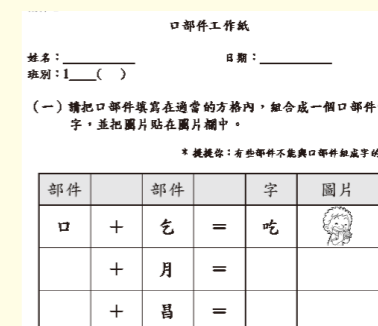 口部件工作紙
姓名：__________ 日期：__________
班別：1____(　)
（一）請把口部件填寫在適當的方格內，組合成一個口部件
字，並把圖片貼在圖片欄中。
＊提提你：有些部件不能與口部件組成字的
部件 部件 字 圖片
口 ＋ 乞 ＝ 吃
＋ 月 ＝
＋ 昌 ＝